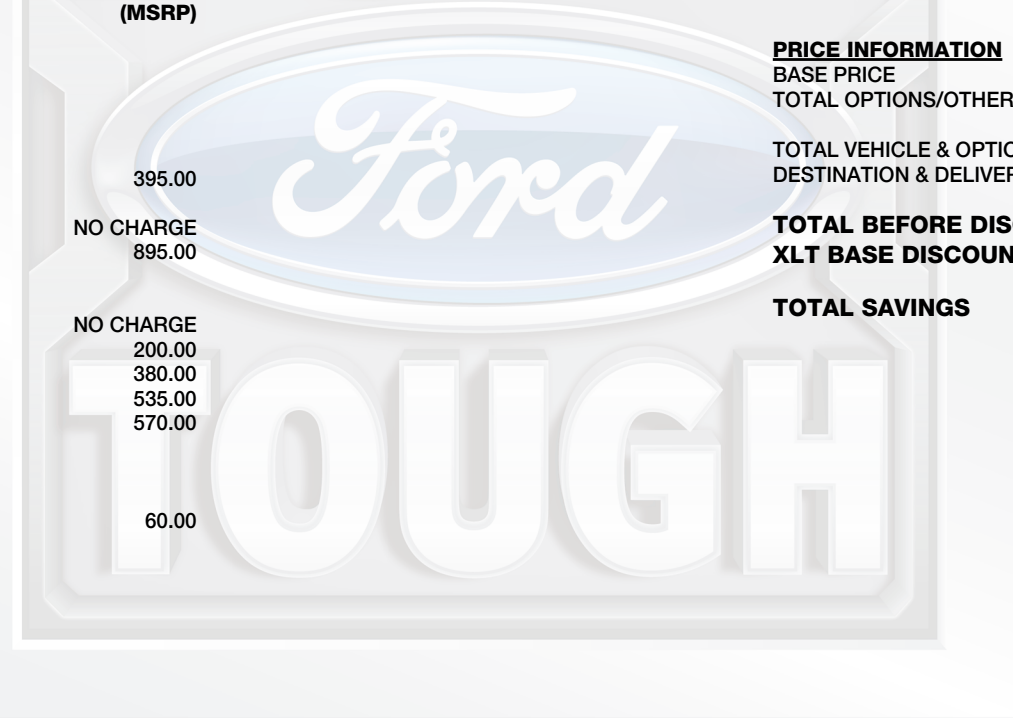 (MSRP)
395.00
NO CHARGE
895.00
NO CHARGE
200.00
380.00
535.00
570.00
60.00
PRICE INFORMATION
BASE PRICE
TOTAL OPTIONS/OTHER
TOTAL VEHICLE & OPTIO
DESTINATION & DELIVER
TOTAL BEFORE DIS
XLT BASE DISCOUN
TOTAL SAVINGS
Ford
TOUGH